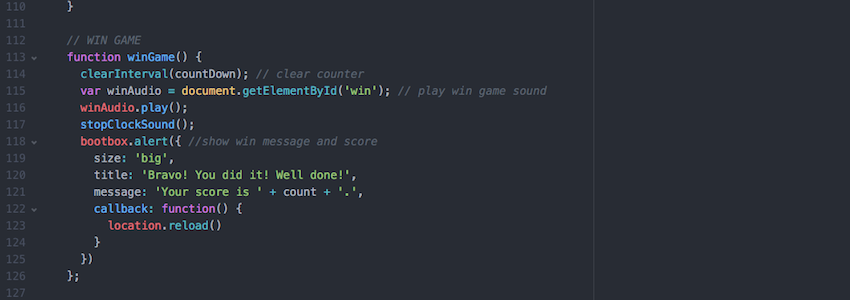 110 }
111
112 // WIN GAME
113 function winGame() {
114 clearInterval(countDown); // clear counter
115 var winAudio = document.getElementById('win'); // play win game sound
116 winAudio.play();
117 stopClockSound();
118 bootbox.alert({ //show win message and score
119 size: 'big',
120 title: 'Bravo! You did it! Well done!',
121 message: 'Your score is ' + count + '.',
122 callback: function() {
123 location.reload()
124 }
125 })
126 };
127